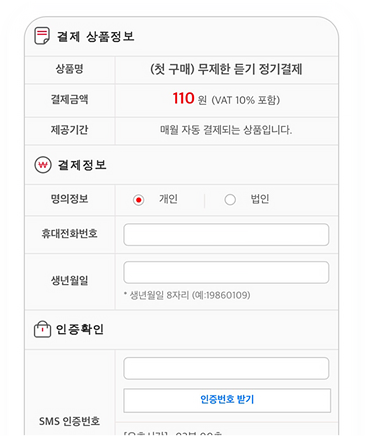 결제 상품정보
상품명 (첫 구매) 무제한 듣기 정기결제
결제금액 110 원 (VAT 10% 포함)
제공기간 매월 자동 결제되는 상품입니다.
결제정보
명의정보 개인 법인
휴대전화번호
생년월일
* 생년월일 8자리 (예:19860109)
인증확인
인증번호 받기
SMS 인증번호